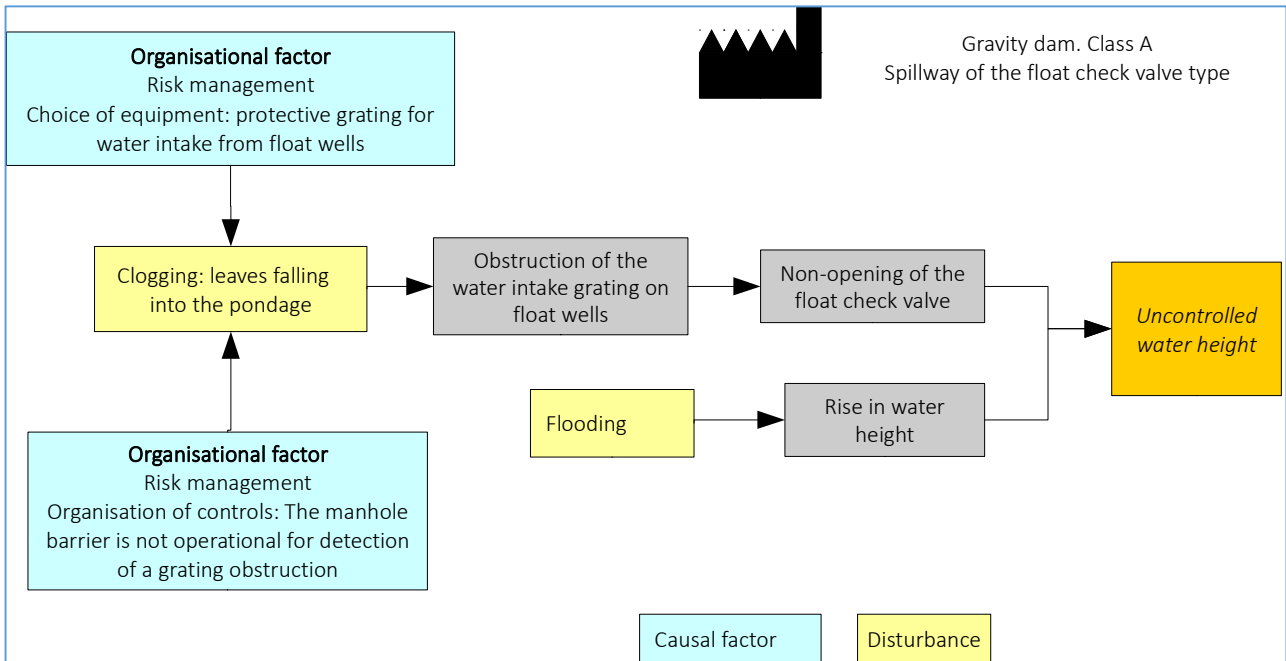 Organisational factor
Risk management
Choice of equipment: protective grating for
water intake from float wells
Gravity dam. Class A
Spillway of the float check valve type
Clogging: leaves falling
into the pondage
Obstruction of the
water intake grating on
float wells
Non-opening of the
float check valve
Uncontrolled
water height
Flooding
Rise in water
height
Organisational factor
Risk management
Organisation of controls: The manhole
barrier is not operational for detection
of a grating obstruction
Causal factor
Disturbance